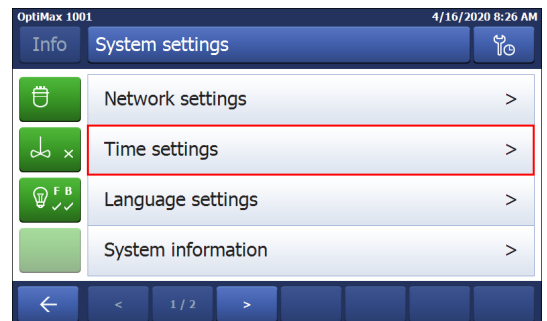 OptiMax 1001 4/16/2020 8:26 AM
Info System settings
Network settings >
Time settings >
F B
Language settings >
System information >
< 1/2 >